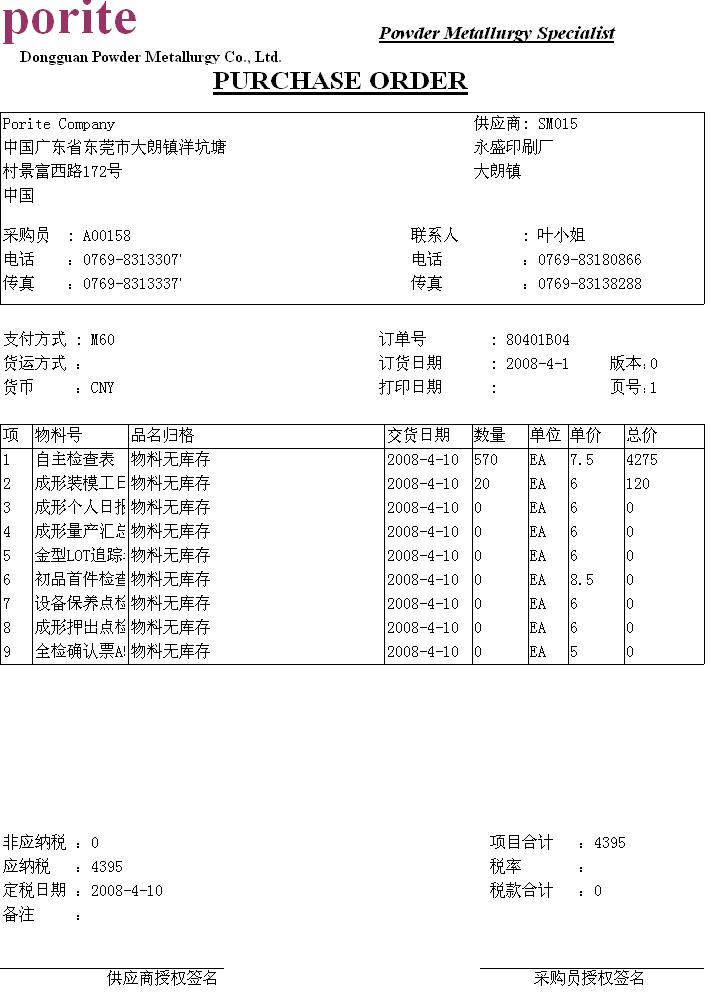 porite
Powder Metallurgy Specialist
Dongguan Powder Metallurgy Co., Ltd.
PURCHASE ORDER
Porite Company 供应商: SM015
中国广东省东莞市大朗镇洋坑塘 永盛印刷厂
村景富西路172号 大朗镇
中国
采购员 : A00158 联系人 : 叶小姐
电话 : 0769-8313307' 电话 : 0769-83180866
传真 : 0769-8313337' 传真 : 0769-83138288
支付方式 : M60 订单号 : 80401B04
货运方式 : 订货日期 : 2008-4-1 版本:0
货币 : CNY 打印日期 : 页号:1
项 物料号 品名归格 交货日期 数量 单位 单价 总价
1 自主检查表 物料无库存 2008-4-10 570 EA 7.5 4275
2 成形装模工日 物料无库存 2008-4-10 20 EA 6 120
3 成形个人日报 物料无库存 2008-4-10 0 EA 6 0
4 成形量产汇总 物料无库存 2008-4-10 0 EA 6 0
5 金型LOT追踪 物料无库存 2008-4-10 0 EA 6 0
6 初品首件检查 物料无库存 2008-4-10 0 EA 8.5 0
7 设备保养点检 物料无库存 2008-4-10 0 EA 6 0
8 成形押出点检 物料无库存 2008-4-10 0 EA 6 0
9 全检确认票A 物料无库存 2008-4-10 0 EA 5 0
非应纳税 : 0 项目合计 : 4395
应纳税 : 4395 税率 :
定税日期 : 2008-4-10 税款合计 : 0
备注 :
供应商授权签名 采购员授权签名